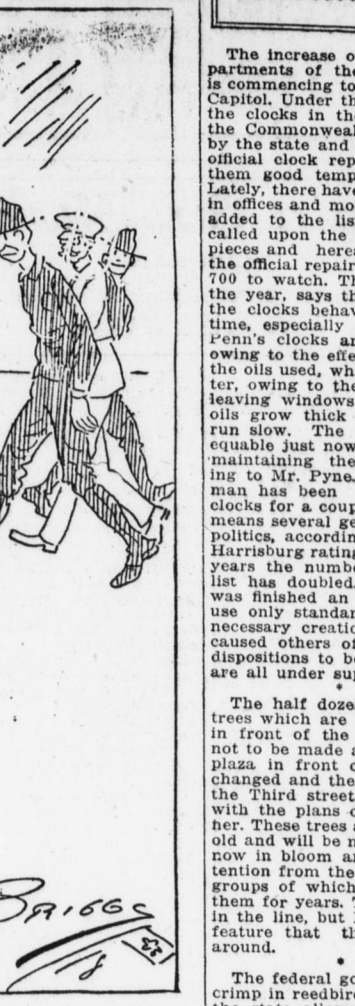 BRIGGS
The increase o
partments of the
is commencing to
Capitol. Under th
the clocks in the
the Commonweal
by the state and
official clock rep
them good temp
Lately, there have
in offices and mo
added to the lis
called upon the
pieces and herea
the official repair
700 to watch. Th
the year, says th
the clocks behav
time, especially
Penn's clocks ar
owing to the effe
the oils used, wh
ter, owing to the
leaving windows
oils grow thick
run slow. The
equable just now
maintaining the
ing to Mr. Pyne.
man has been
clocks for a coup
means several ge
politics, accordin
Harrisburg rating
years the numbe
list has doubled.
was finished an
use only standar
necessary creatio
caused others of
dispositions to be
are all under sup
*
The half doze
trees which are
in front of the
not to be made a
plaza in front o
changed and the
the Third street
with the plans o
ner. These trees a
old and will be n
now in bloom an
tention from the
groups of which
them for years. T
in the line, but
feature that th
around.
*
The federal go
crimp in reedbir